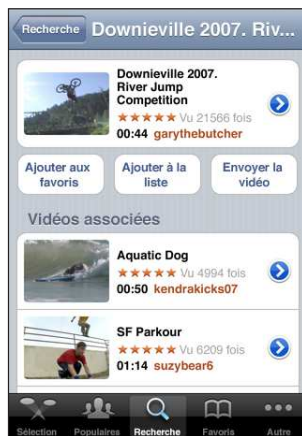 Recherche
Downieville 2007. Riv...
Downieville 2007.
River Jump
Competition
Vu 21566 fois
00:44 garythebutcher
Ajouter aux
favoris
Ajouter à la
liste
Envoyer la
vidéo
Vidéos associées
Aquatic Dog
Vu 4994 fois
00:50 kendrakicks07
SF Parkour
Vu 6209 fois
01:14 suzybear6
Sélection
Populaires
Recherche
Favoris
Autre